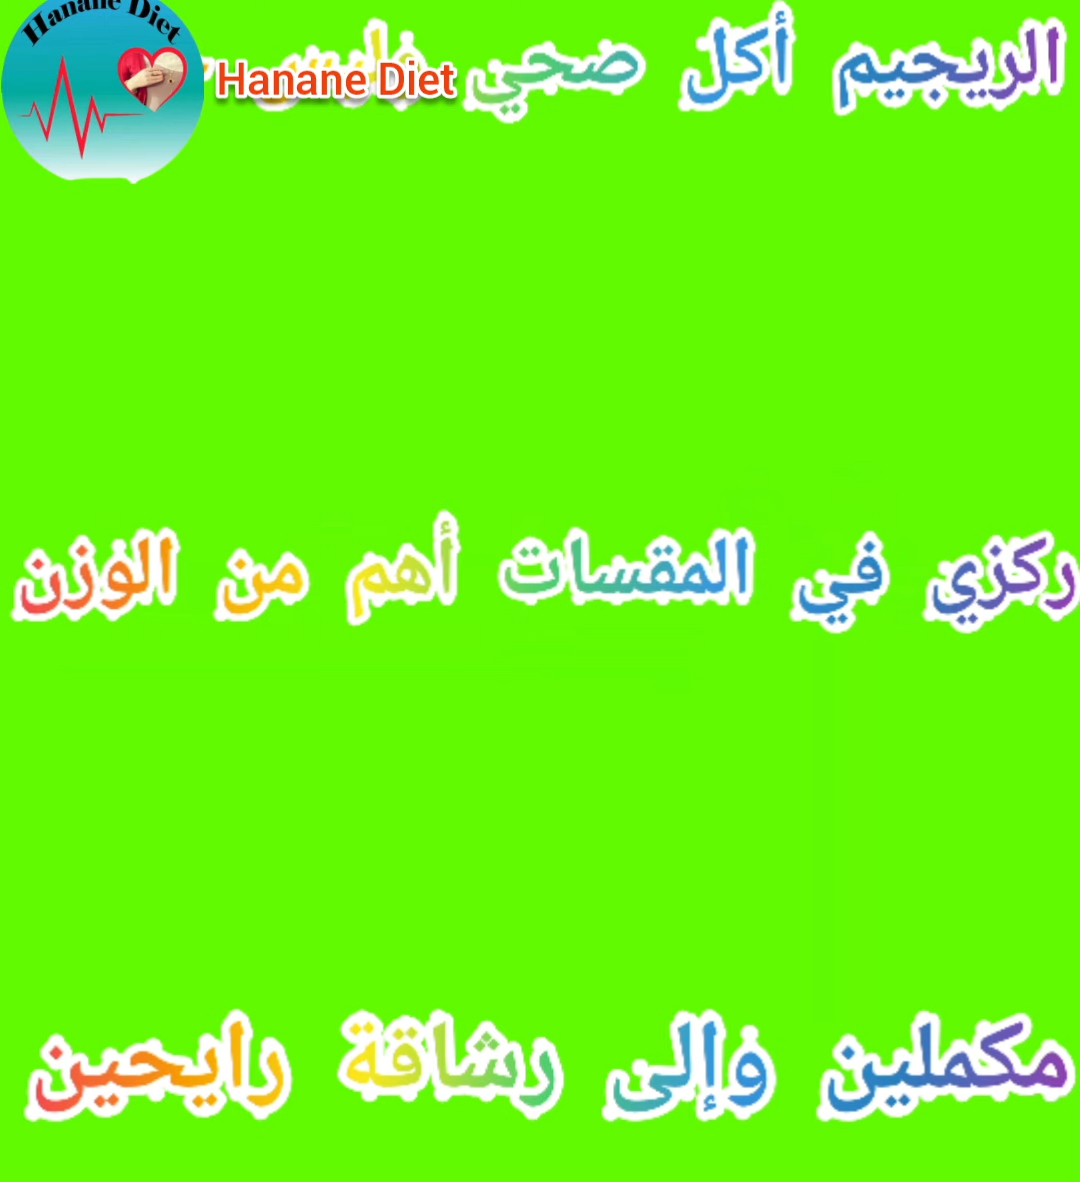 Hanane Diet
Hanane Diet
الريجيم أكل صحي
ركزي في المقسات أهم من الوزن
مكملين وإلى رشاقة رايحين